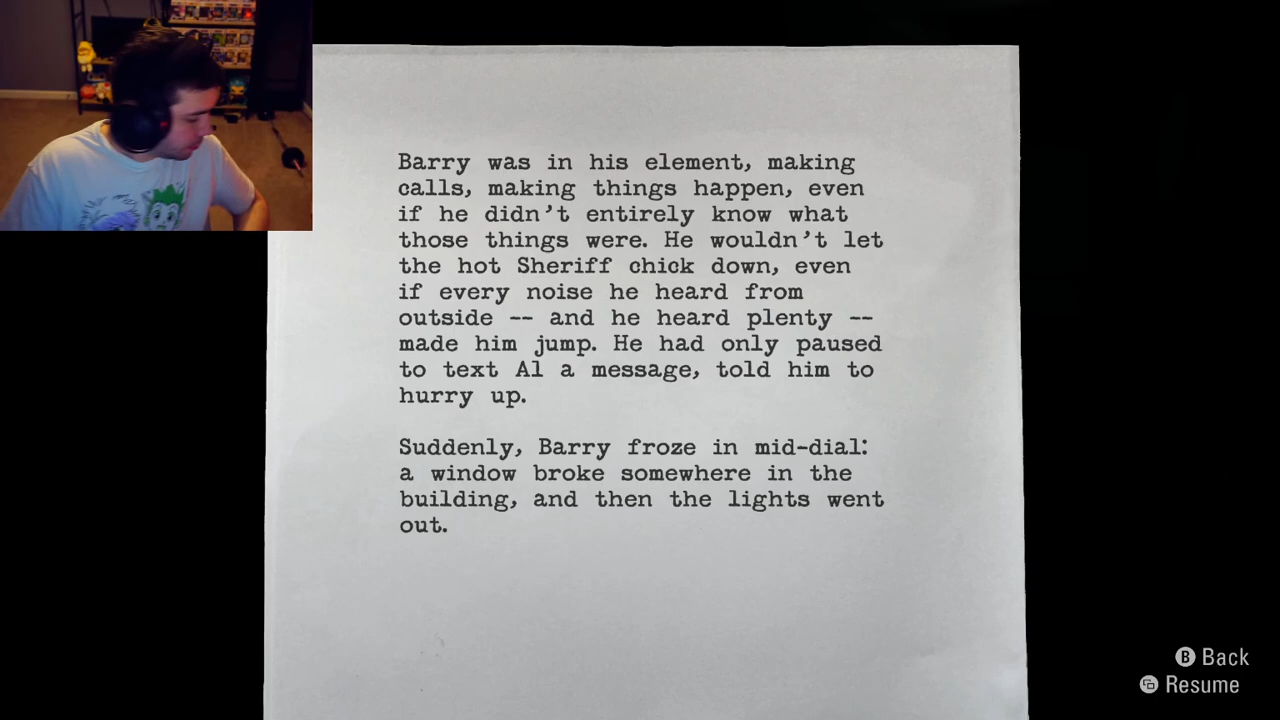 Barry was in his element, making
calls, making things happen, even
if he didn't entirely know what
those things were. He wouldn't let
the hot Sheriff chick down, even
if every noise he heard from
outside -- and he heard plenty --
made him jump. He had only paused
to text Al a message, told him to
hurry up.
Suddenly, Barry froze in mid-dial:
a window broke somewhere in the
building, and then the lights went
out.
B Back
Resume